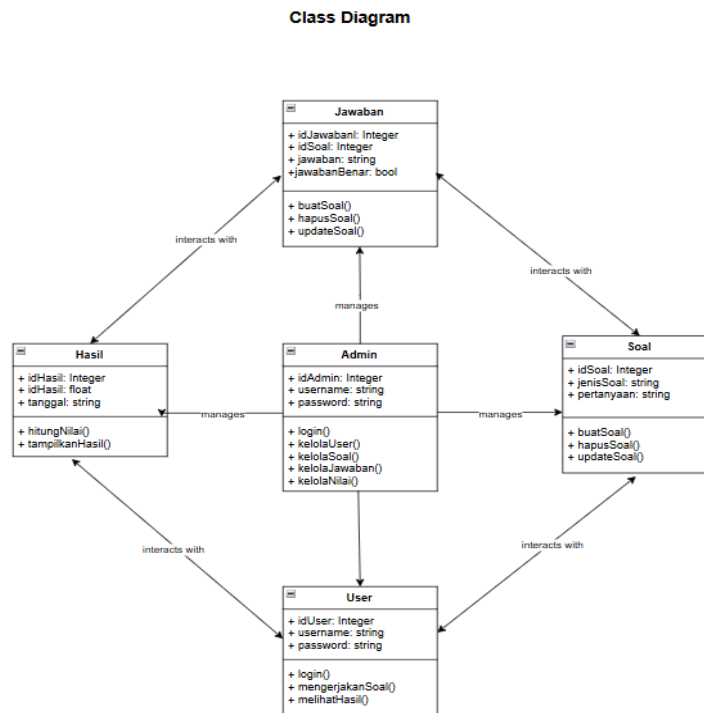 Class Diagram
Jawaban
+ idJawabanl: Integer
+ idSoal: Integer
+ jawaban: string
+jawabanBenar: bool
+ buatSoal()
+ hapusSoal()
+ updateSoal()
interacts with
interacts with
manages
Hasil
+ idHasil: Integer
+ idHasil: float
+ tanggal: string
+ hitungNilai()
+ tampilkanHasil()
manages
Admin
+ idAdmin: Integer
+ username: string
+ password: string
+ login()
+ kelolaUser()
+ kelolaSoal()
+ kelolaJawaban()
+ kelolaNilai()
manages
Soal
+ idSoal: Integer
+ jenisSoal: string
+ pertanyaan: string
+ buatSoal()
+ hapusSoal()
+ updateSoal()
interacts with
interacts with
User
+ idUser: Integer
+ username: string
+ password: string
+ login()
+ mengerjakanSoal()
+ melihatHasil()